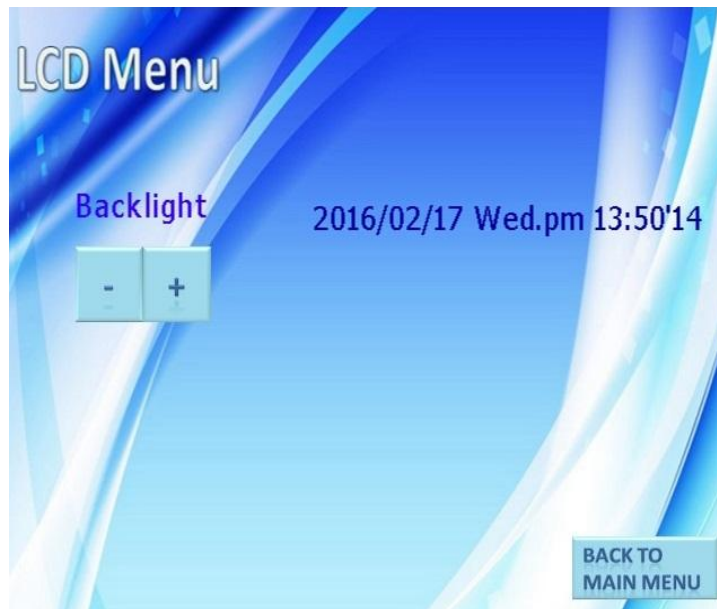 LCD Menu
Backlight
2016/02/17 Wed.pm 13:50'14
- +
BACK TO
MAIN MENU